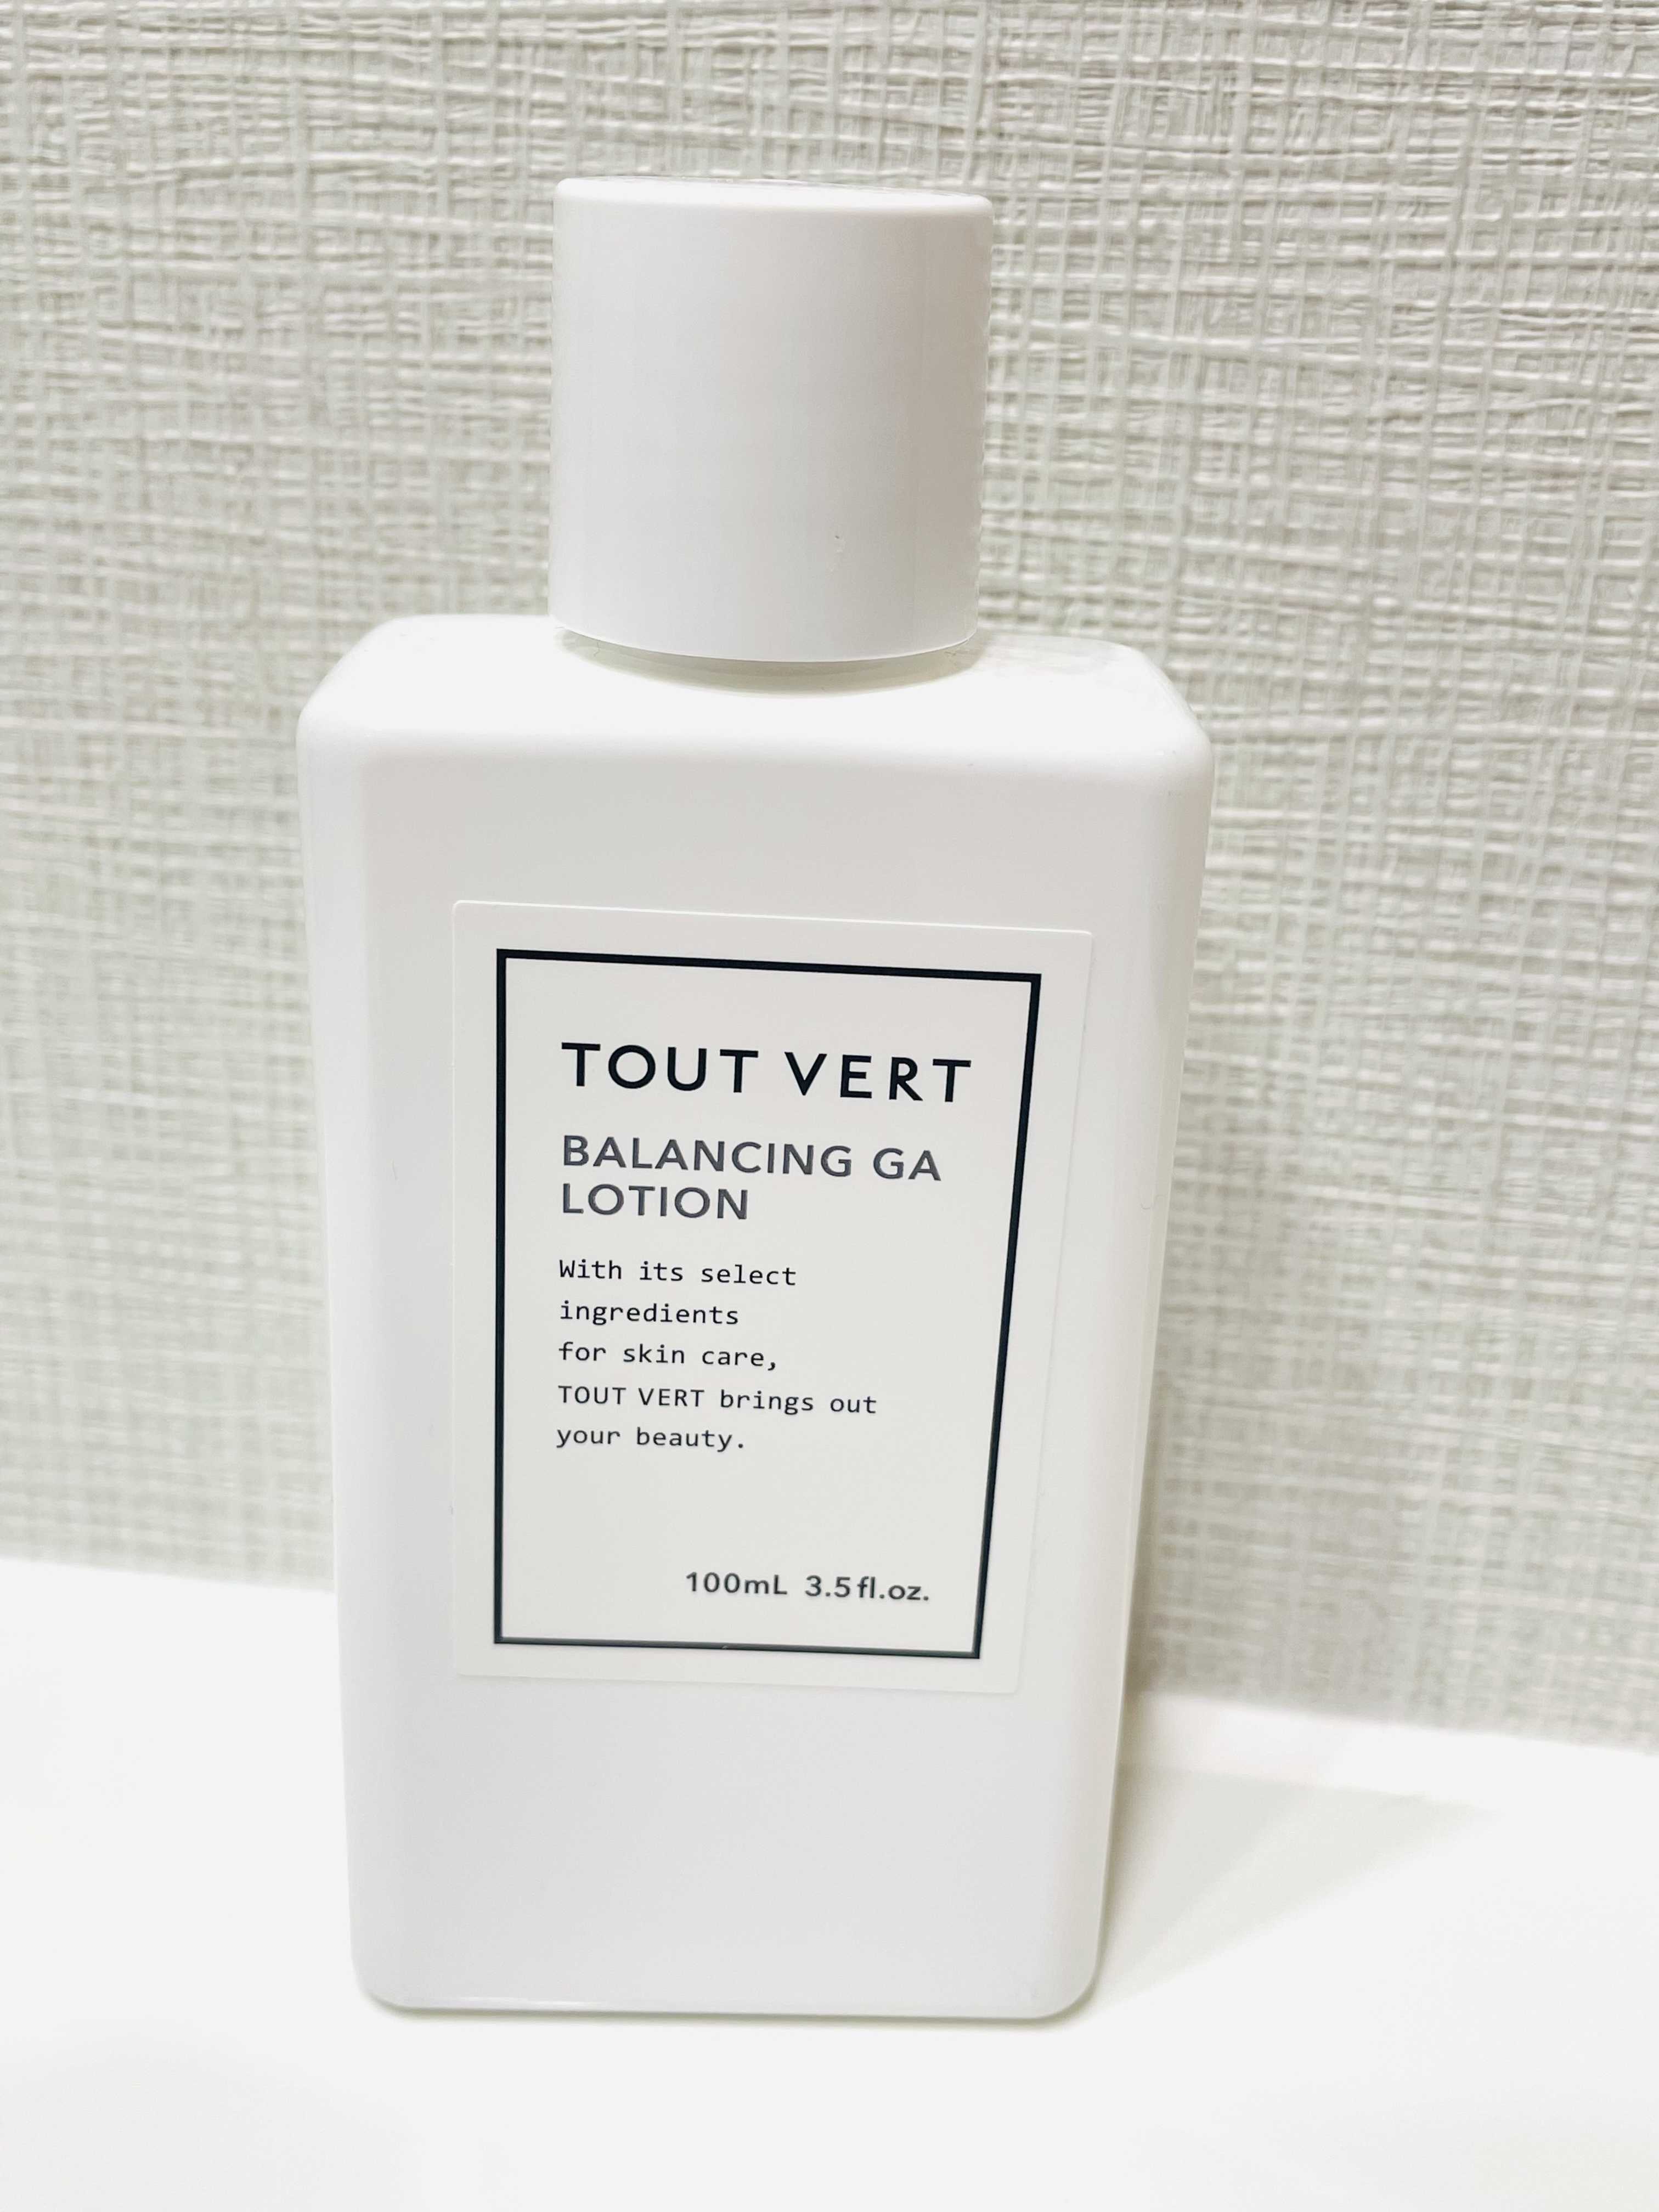 TOUT VERT
BALANCING GA
LOTION
With its select
ingredients
for skin care,
TOUT VERT brings out
your beauty.
100mL 3.5fl.oz.